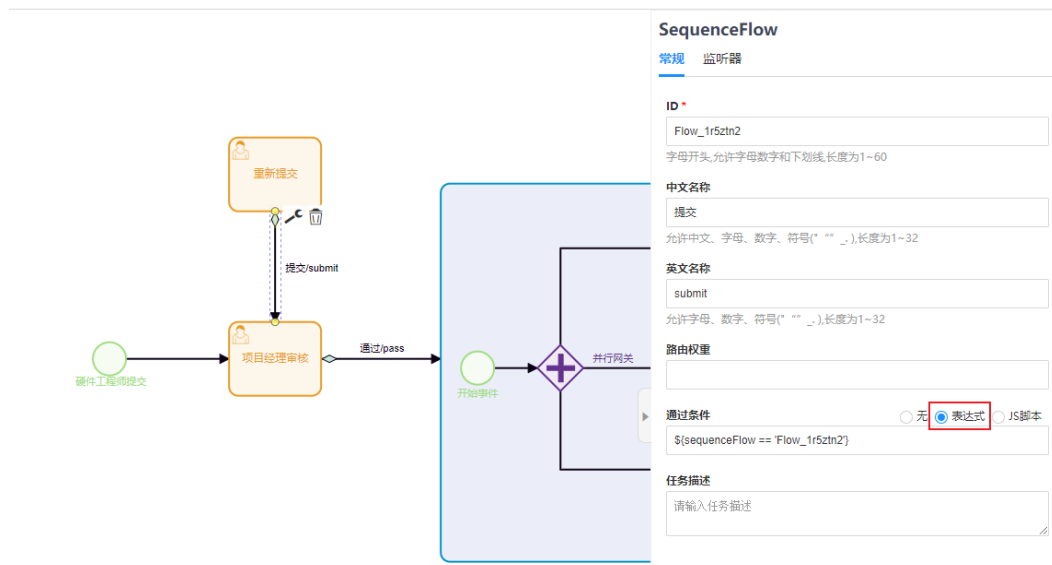 SequenceFlow
常规 监听器
ID *
Flow_1r5ztn2
字母开头,允许字母数字和下划线,长度为1~60
中文名称
提交
允许中文、字母、数字、符号(" “” _. ),长度为1~32
英文名称
submit
允许字母、数字、符号(" “” _. ),长度为1~32
路由权重
通过条件 无 表达式 JS脚本
${sequenceFlow == 'Flow_1r5ztn2'}
任务描述
请输入任务描述
重新提交
提交/submit
硬件工程师提交
项目经理审核
通过/pass
开始事件
并行网关